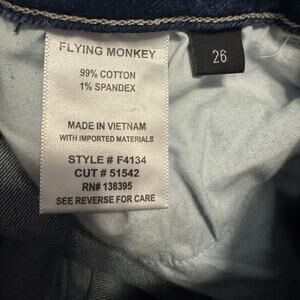 FLYING MONKEY
26
99% COTTON
1% SPANDEX
MADE IN VIETNAM
WITH IMPORTED MATERIALS
STYLE # F4134
CUT # 51542
RN# 138395
SEE REVERSE FOR CARE